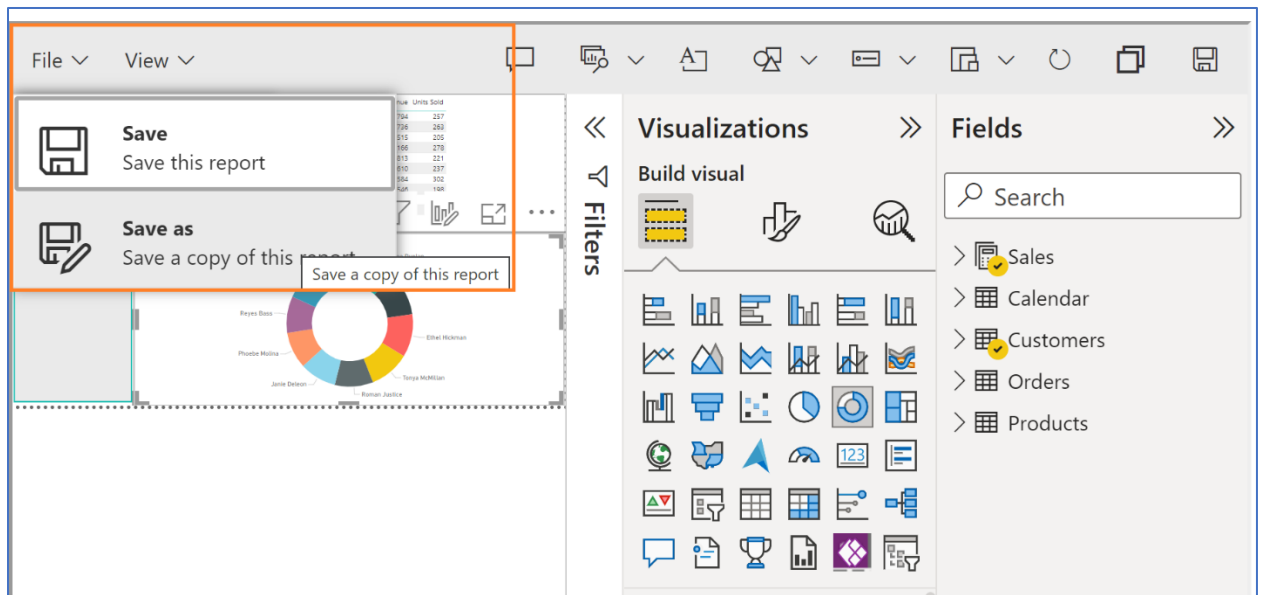 File View
Save
Save this report
Save as
Save a copy of this report
Save a copy of this report
Units Sold
257
263
205
278
221
237
302
198
Reyes Bass
Ethel Hickman
Phoebe Molina
Tonya McMillan
Janie Deleon
Roman Justice
Filters
Visualizations
Build visual
123
Fields
Search
Sales
Calendar
Customers
Orders
Products